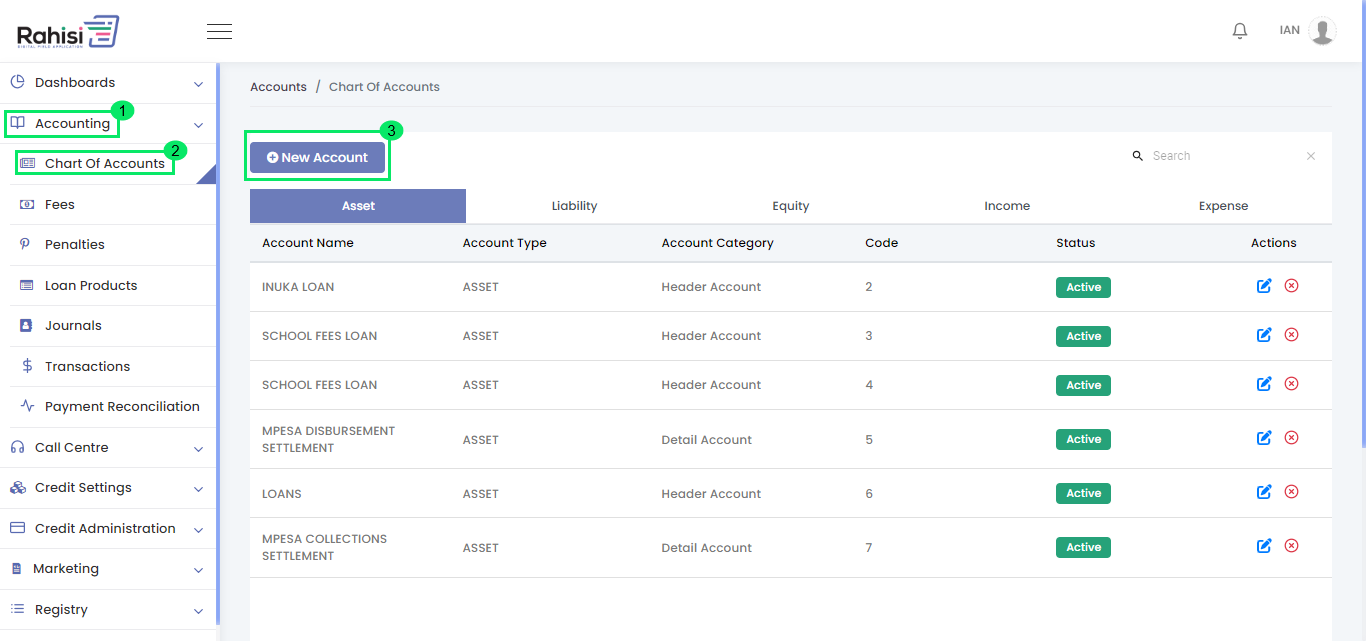 Rahisi
DIGITAL FIELD APPLICATION
IAN
Dashboards
1
Accounting
2
Chart Of Accounts
Fees
Penalties
Loan Products
Journals
Transactions
Payment Reconciliation
Call Centre
Credit Settings
Credit Administration
Marketing
Registry
Accounts / Chart Of Accounts
3
New Account
Search
Asset Liability Equity Income Expense
Account Name Account Type Account Category Code Status Actions
INUKA LOAN ASSET Header Account 2 Active
SCHOOL FEES LOAN ASSET Header Account 3 Active
SCHOOL FEES LOAN ASSET Header Account 4 Active
MPESA DISBURSEMENT
SETTLEMENT ASSET Detail Account 5 Active
LOANS ASSET Header Account 6 Active
MPESA COLLECTIONS
SETTLEMENT ASSET Detail Account 7 Active